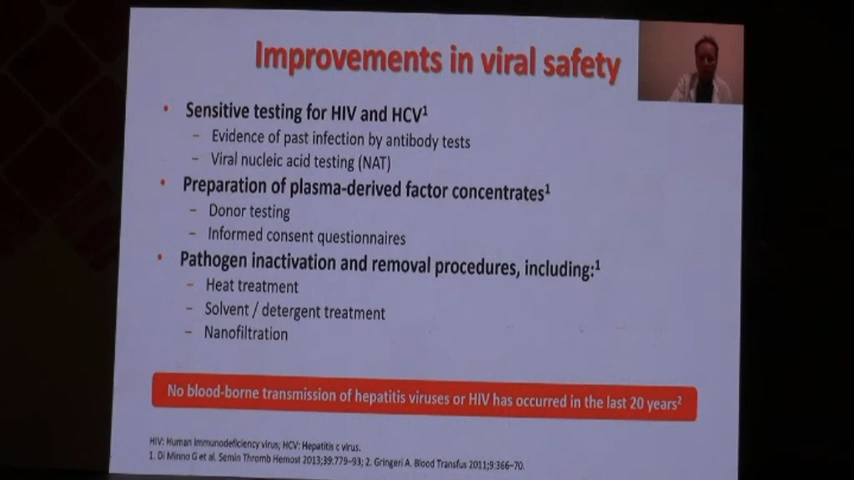 Improvements in viral safety
• Sensitive testing for HIV and HCV¹
– Evidence of past infection by antibody tests
– Viral nucleic acid testing (NAT)
• Preparation of plasma-derived factor concentrates¹
– Donor testing
– Informed consent questionnaires
• Pathogen inactivation and removal procedures, including:¹
– Heat treatment
– Solvent / detergent treatment
– Nanofiltration
No blood-borne transmission of hepatitis viruses or HIV has occurred in the last 20 years²
HIV: Human immunodeficiency virus; HCV: Hepatitis c virus.
1. Di Minno G et al. Semin Thromb Hemost 2013;39:779–93; 2. Gringeri A. Blood Transfus 2011;9:366–70.